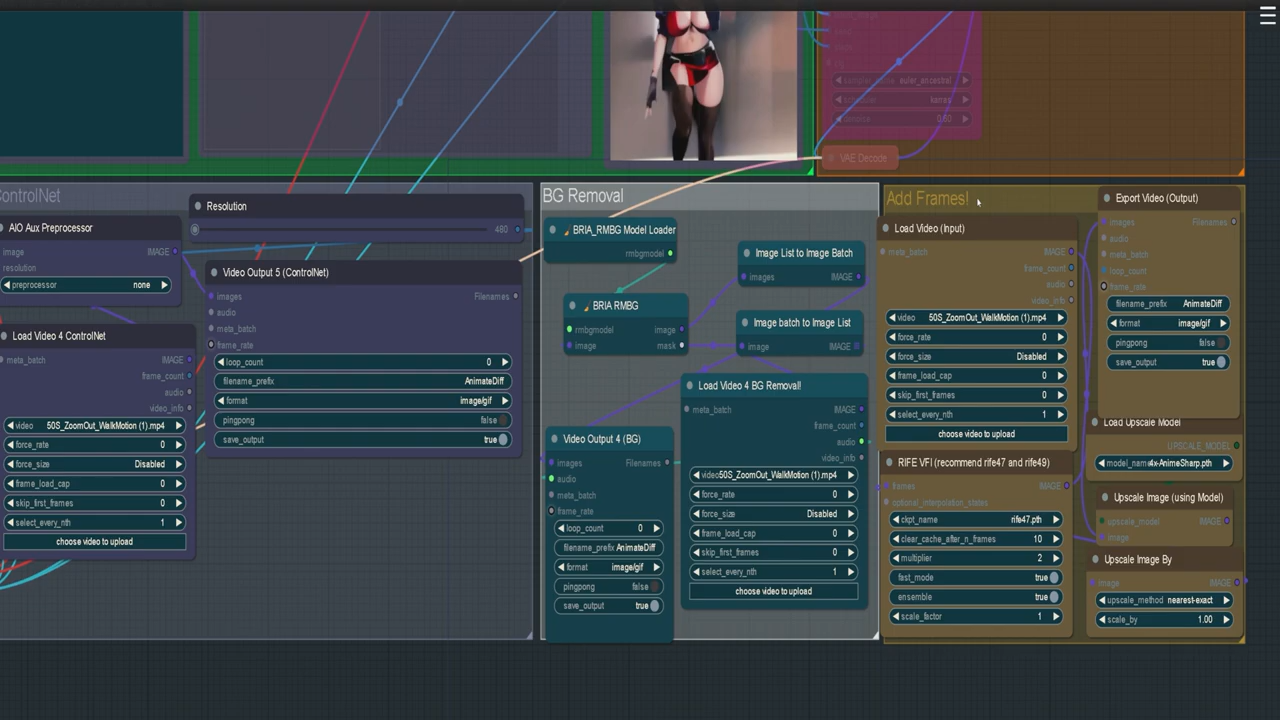 sampler_name euler_ancestral
scheduler karras
denoise 0.60
VAE Decode
ControlNet
AIO Aux Preprocessor
image IMAGE
resolution
preprocessor none
Load Video 4 ControlNet
meta_batch IMAGE
frame_count
audio
video_info
video 50S_ZoomOut_WalkMotion (1).mp4
force_rate 0
force_size Disabled
frame_load_cap 0
skip_first_frames 0
select_every_nth 1
choose video to upload
Resolution
480
Video Output 5 (ControlNet)
images Filenames
audio
meta_batch
frame_rate
loop_count 0
filename_prefix AnimateDiff
format image/gif
pingpong false
save_output true
BG Removal
BRIA_RMBG Model Loader
rmbgmodel
BRIA RMBG
rmbgmodel image
image mask
Image List to Image Batch
images IMAGE
Image batch to Image List
image IMAGE
Video Output 4 (BG)
images Filenames
audio
meta_batch
frame_rate
loop_count 0
filename_prefix AnimateDiff
format image/gif
pingpong false
save_output true
Load Video 4 BG Removal!
meta_batch IMAGE
frame_count
audio
video_info
video 50S_ZoomOut_WalkMotion (1).mp4
force_rate 0
force_size Disabled
frame_load_cap 0
skip_first_frames 0
select_every_nth 1
choose video to upload
Add Frames!
Load Video (Input)
meta_batch IMAGE
frame_count
audio
video_info
video 50S_ZoomOut_WalkMotion (1).mp4
force_rate 0
force_size Disabled
frame_load_cap 0
skip_first_frames 0
select_every_nth 1
choose video to upload
RIFE VFI (recommend rife47 and rife49)
frames IMAGE
optional_interpolation_states
ckpt_name rife47.pth
clear_cache_after_n_frames 10
multiplier 2
fast_mode true
ensemble true
scale_factor 1
Export Video (Output)
images Filenames
audio
meta_batch
loop_count
frame_rate
filename_prefix AnimateDiff
format image/gif
pingpong false
save_output true
Load Upscale Model
UPSCALE_MODEL
model_name 4x-AnimeSharp.pth
Upscale Image (using Model)
upscale_model IMAGE
image
Upscale Image By
image IMAGE
upscale_method nearest-exact
scale_by 1.00